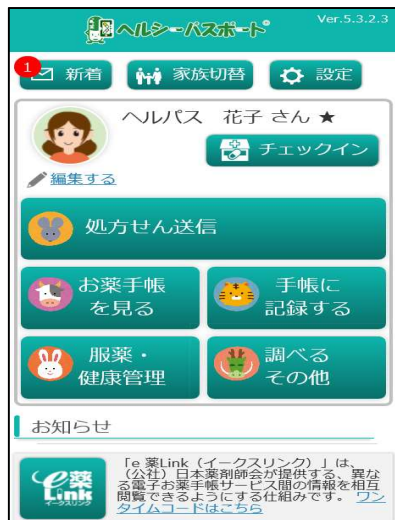 ヘルシーパスポート®
Ver.5.3.2.3
1
新着
家族切替
設定
ヘルパス 花子 さん ★
チェックイン
編集する
処方せん送信
お薬手帳
を見る
手帳に
記録する
服薬・
健康管理
調べる
その他
お知らせ
e薬
Link
イークスリンク
「e 薬Link（イークスリンク）」は、
（公社）日本薬剤師会が提供する、異な
る電子お薬手帳サービス間の情報を相互
閲覧できるようにする仕組みです。 ワン
タイムコードはこちら